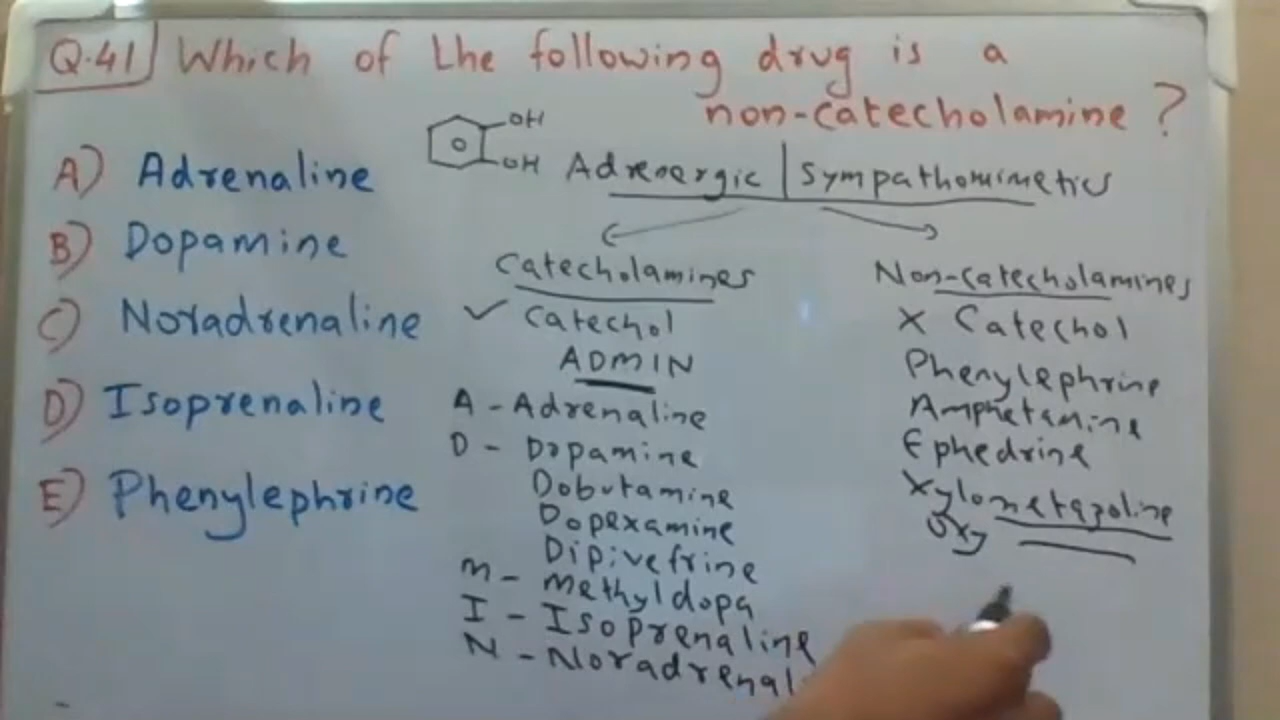 Q.41 Which of the following drug is a
non-catecholamine ?
OH
OH
A) Adrenaline
B) Dopamine
C) Noradrenaline
D) Isoprenaline
E) Phenylephrine
Adrenergic | Sympathomimetics
Catecholamines
✓ Catechol
ADMIN
A - Adrenaline
D - Dopamine
Dobutamine
Dopexamine
Dipivefrine
M - Methyldopa
I - Isoprenaline
N - Noradrenal
Non-Catecholamines
X Catechol
Phenylephrine
Amphetamine
Ephedrine
Xylometazoline
Oxy